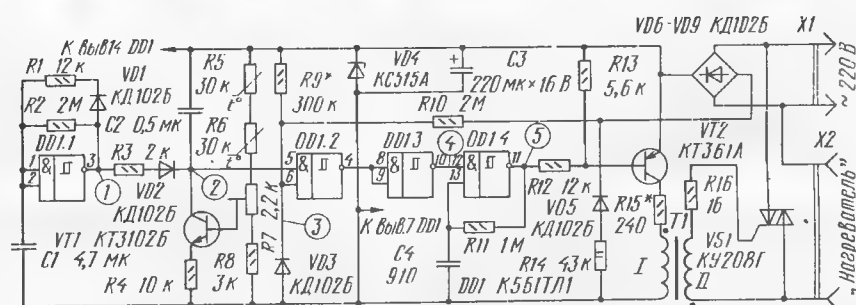 VD6-VD9 КД102Б
X1
К выв14 DD1
R1 12 к
VD1
КД102Б
R2 2М
C2 0,5 мк
R5
30 к
t°
R6
30 к
t°
R9*
300 к
VD4
КС515А
C3
220 мк×16 В
R10 2М
R13
5,6 к
~ 220 В
X2
DD1.1
&
1
2
3
R3 2 к
1
VD2
КД102Б
2
2,2 к
R7
DD1.2
5
6
&
4
3
DD1.3
8
9
&
10
4
DD1.4
12
13
&
11
5
R12 12 к
VT2
КТ361А
VD5
КД102Б
R15*
240
T1
R16
16
VT1 КТ3102Б
C1 4,7 мк
R4 10 к
R8
3 к
VD3
КД102Б
К выв.7 DD1
C4
910
R11 1М
DD1 К561ТЛ1
R14 43 к
I
II
VS1
КУ208Г
„Нагреватель"